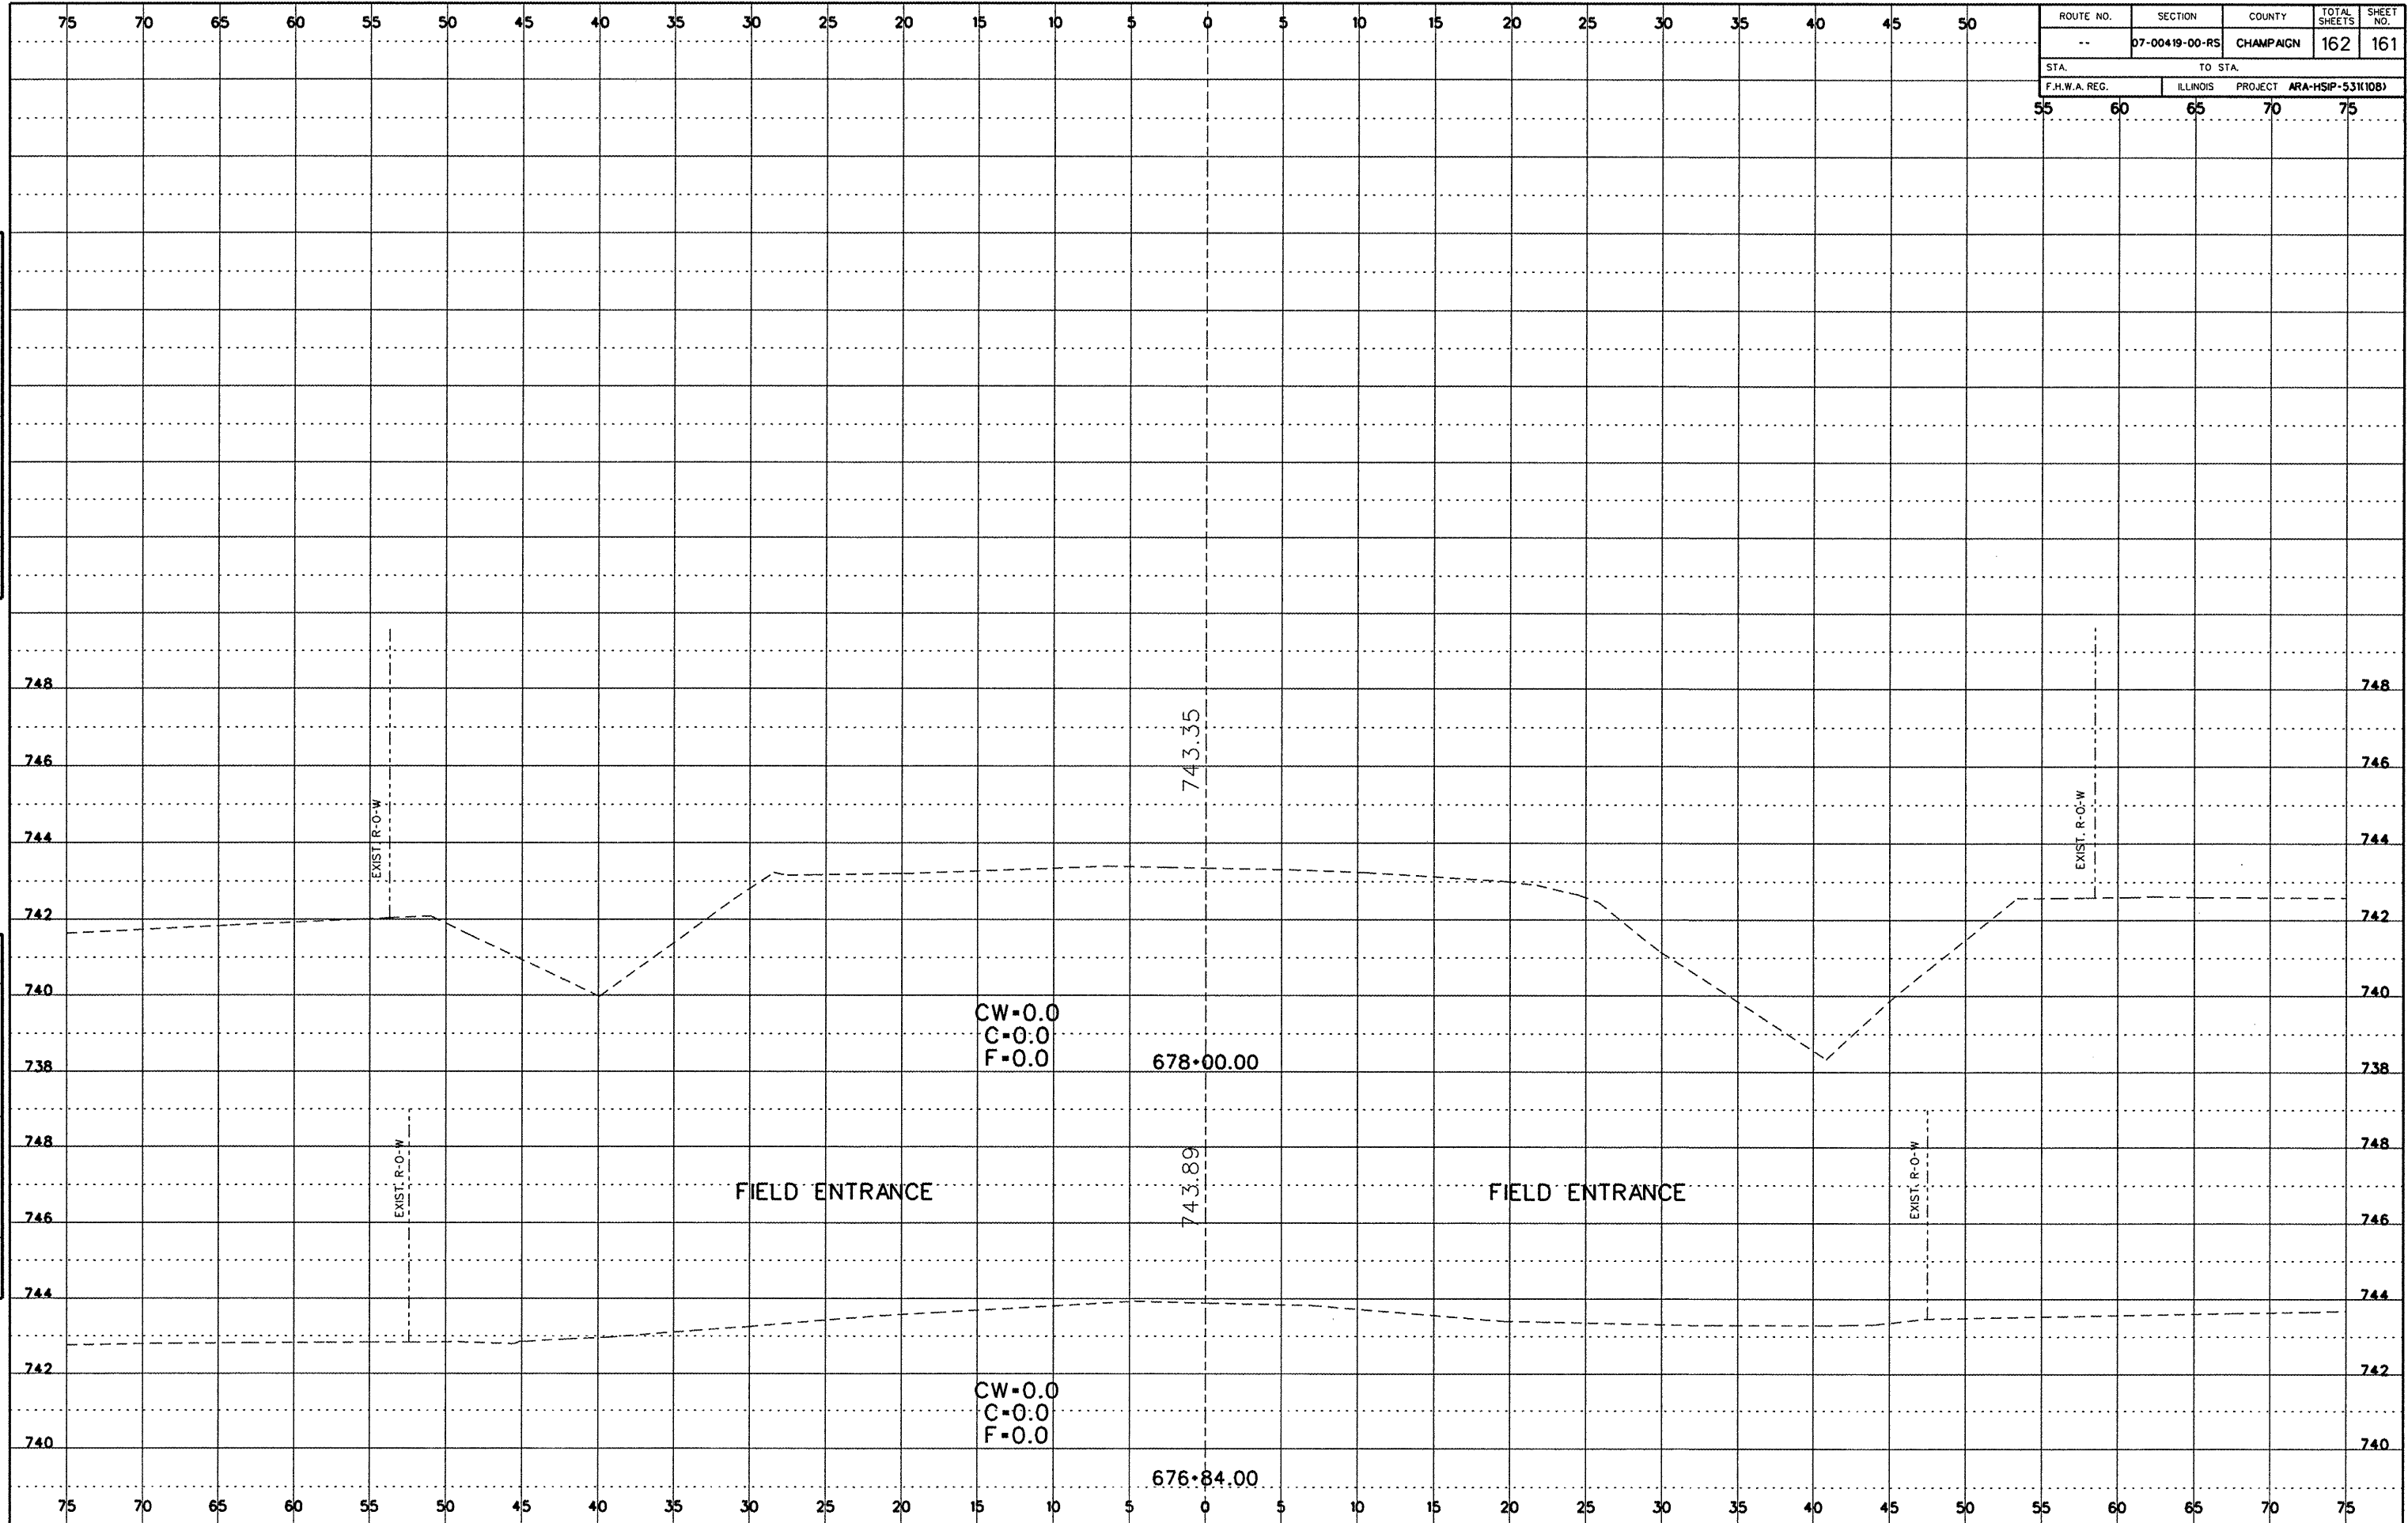 75 70 65 60 55 50 45 40 35 30 25 20 15 10 5 0 5 10 15 20 25 30 35 40 45 50
ROUTE NO. SECTION COUNTY TOTAL SHEETS SHEET NO.
-- 07-00419-00-RS CHAMPAIGN 162 161
STA. TO STA.
F.H.W.A. REG. ILLINOIS PROJECT ARA-HSIP-531(108)
55 60 65 70 75
748 748
743.35
746 746
EXIST. R-O-W EXIST. R-O-W
744 744
742 742
740 740
CW=0.0
C=0.0
F=0.0 678+00.00
738 738
748 748
EXIST. R-O-W 743.89 EXIST. R-O-W
FIELD ENTRANCE FIELD ENTRANCE
746 746
744 744
742 742
CW=0.0
C=0.0
F=0.0
740 740
676+84.00
75 70 65 60 55 50 45 40 35 30 25 20 15 10 5 0 5 10 15 20 25 30 35 40 45 50 55 60 65 70 75